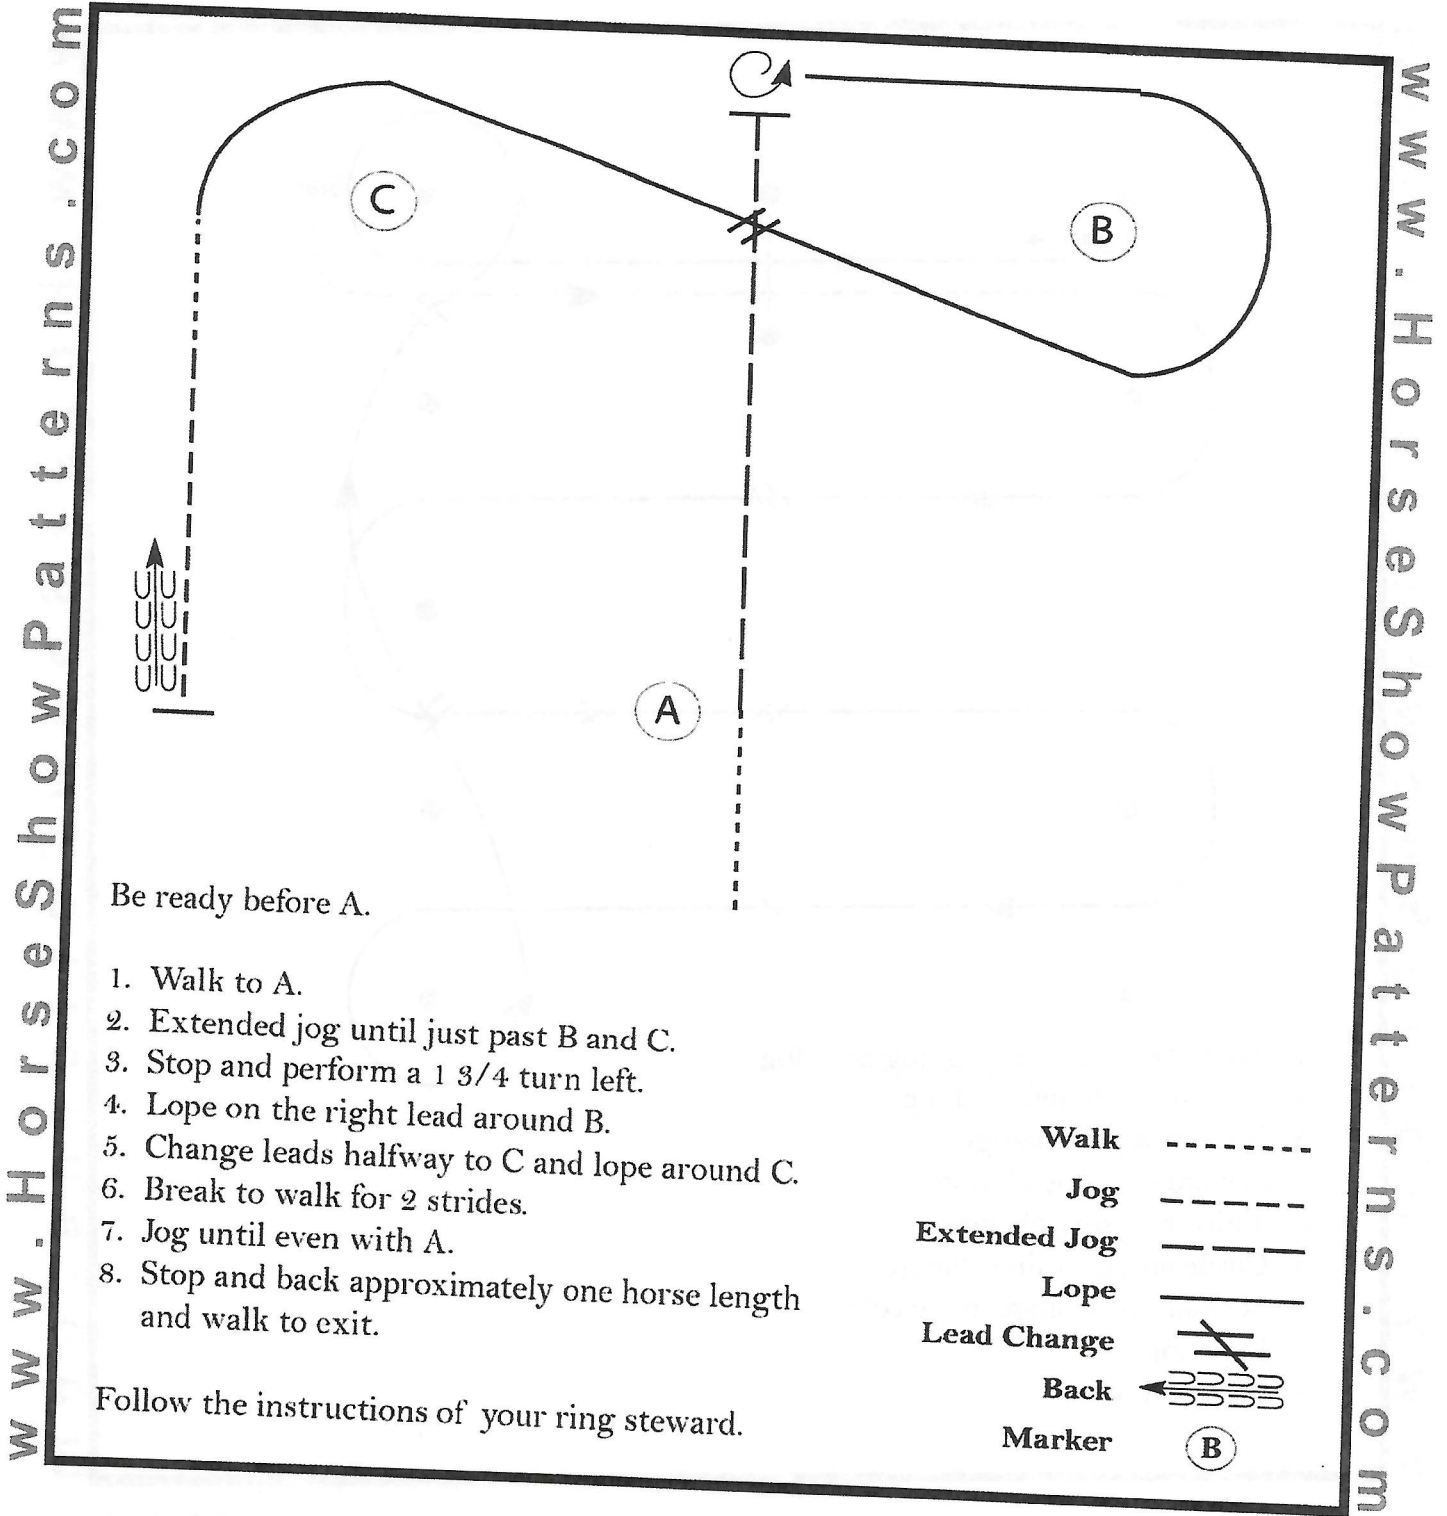 www.HorseShowPatterns.com
C
B
A
Be ready before A.
1. Walk to A.
2. Extended jog until just past B and C.
3. Stop and perform a 1 3/4 turn left.
4. Lope on the right lead around B.
5. Change leads halfway to C and lope around C.
6. Break to walk for 2 strides.
7. Jog until even with A.
8. Stop and back approximately one horse length
and walk to exit.
Follow the instructions of your ring steward.
Walk
Jog
Extended Jog
Lope
Lead Change
Back
Marker
B
www.HorseShowPatterns.com